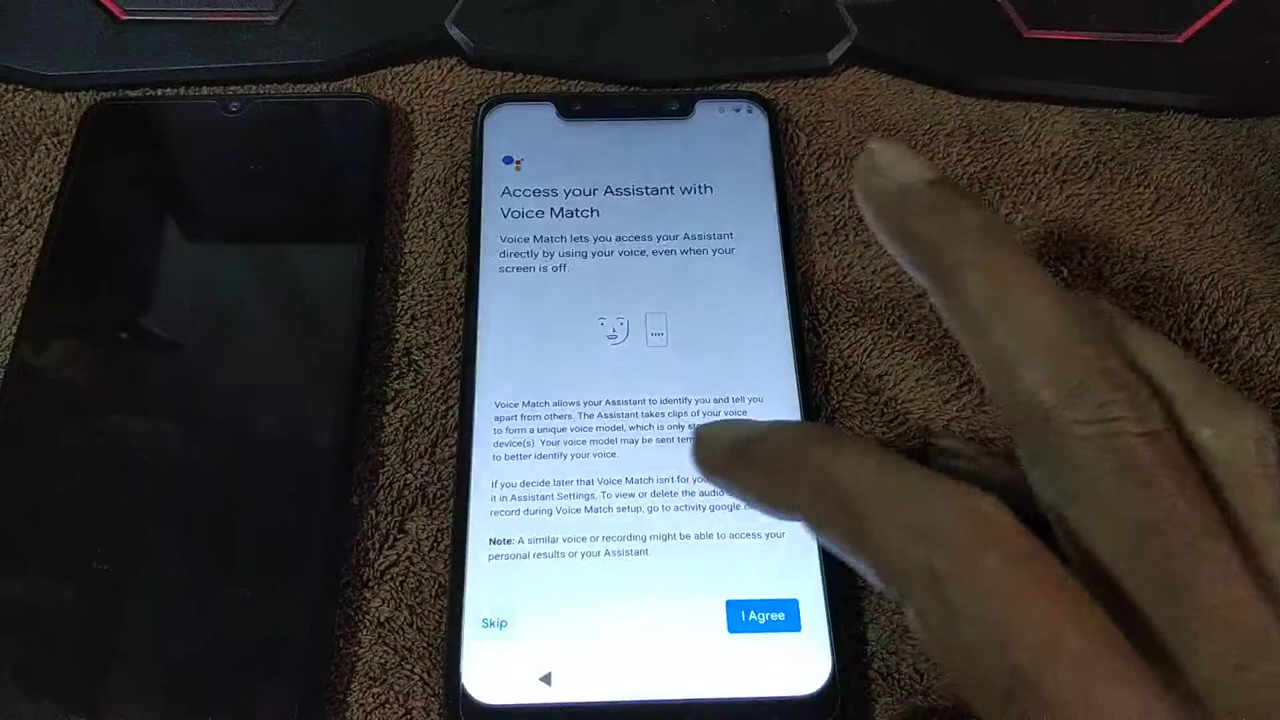 Access your Assistant with
Voice Match
Voice Match lets you access your Assistant
directly by using your voice, even when your
screen is off.
Voice Match allows your Assistant to identify you and tell you
apart from others. The Assistant takes clips of your voice
to form a unique voice model, which is only
device(s). Your voice model may be sent
to better identify your voice.
If you decide later that Voice Match isn't for
it in Assistant Settings. To view or delete the audio
record during Voice Match setup, go to activity.google.
Note: A similar voice or recording might be able to access your
personal results or your Assistant.
Skip
I Agree